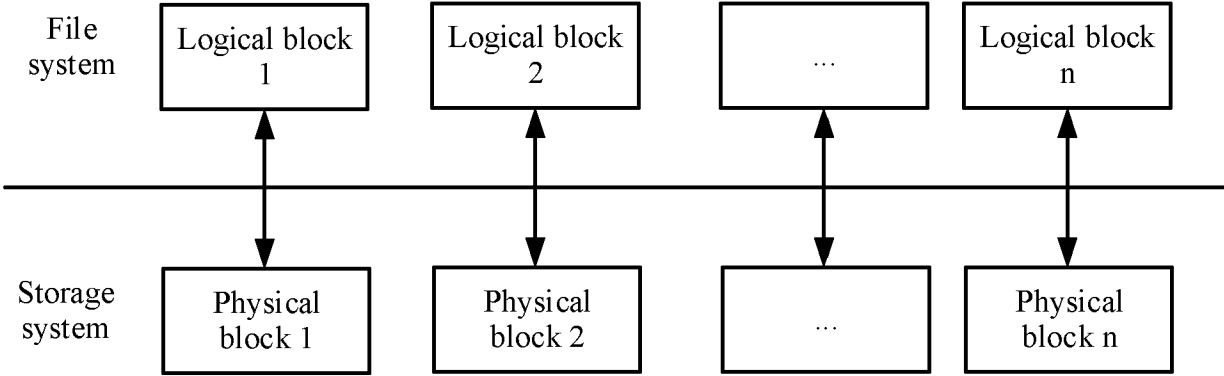 File
system
Logical block
1
Logical block
2
...
Logical block
n
Storage
system
Physical
block 1
Physical
block 2
...
Physical
block n